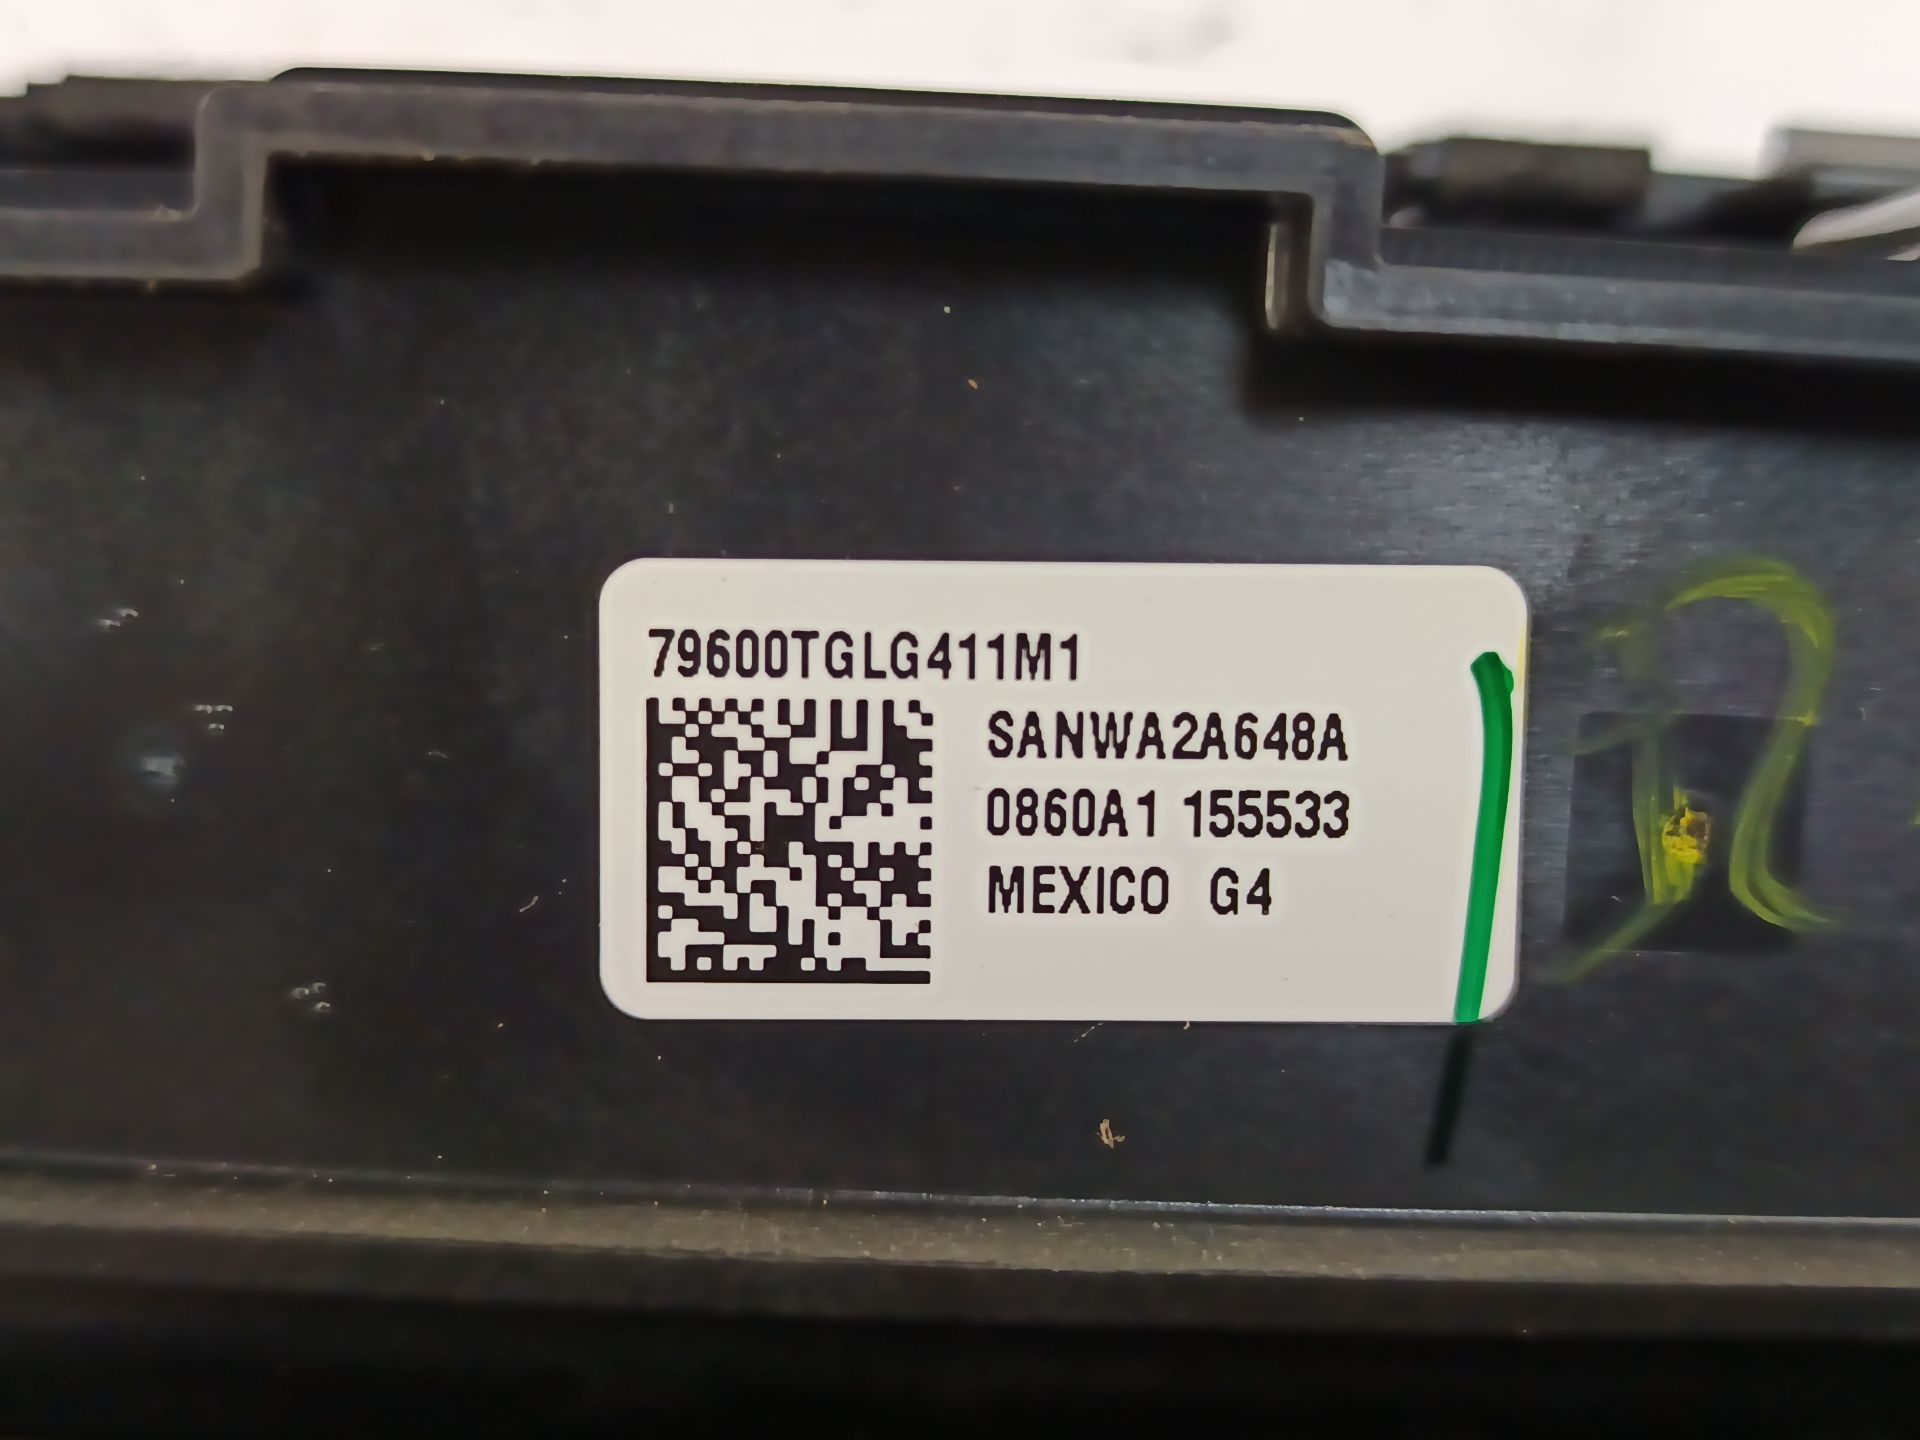 79600TGLG411M1
SANWA2A648A
0860A1 155533
MEXICO G4